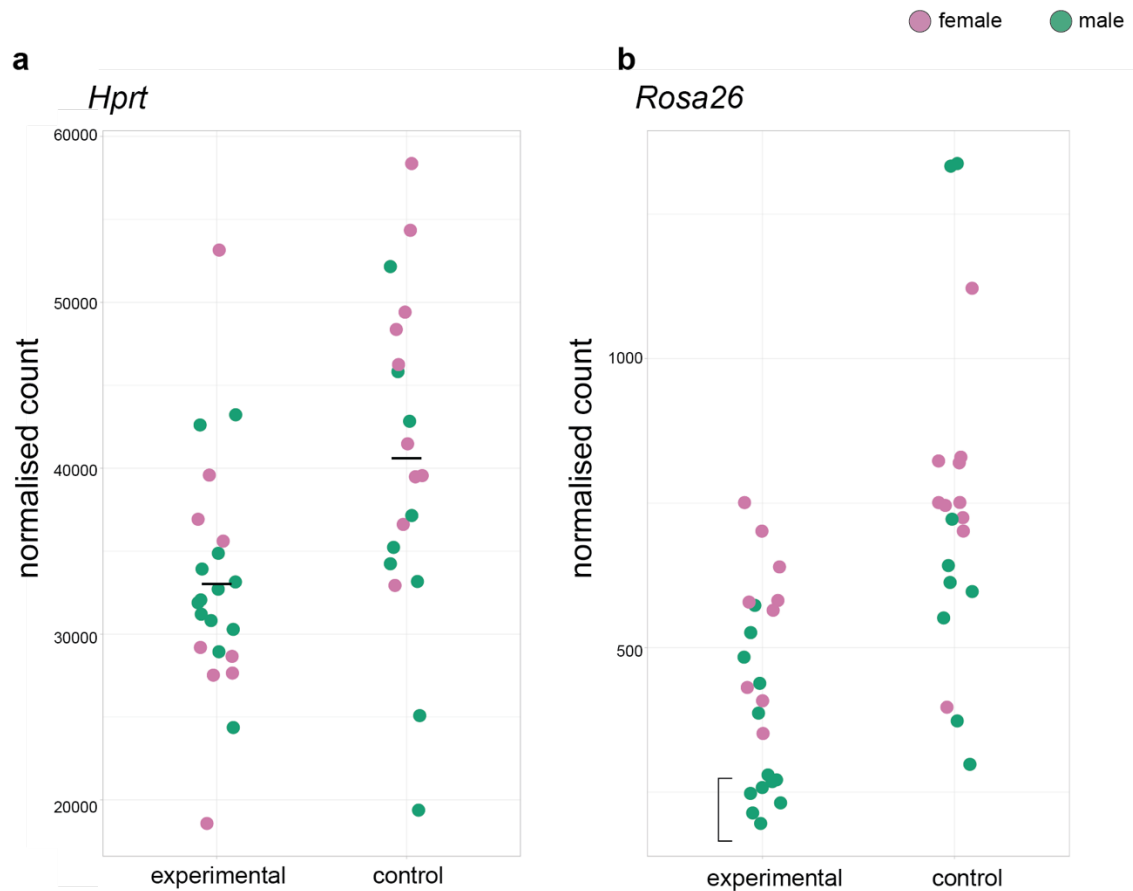 female male
a b
Hprt Rosa26
60000
50000
40000
30000
20000
normalised count
experimental control
1000
500
normalised count
experimental control